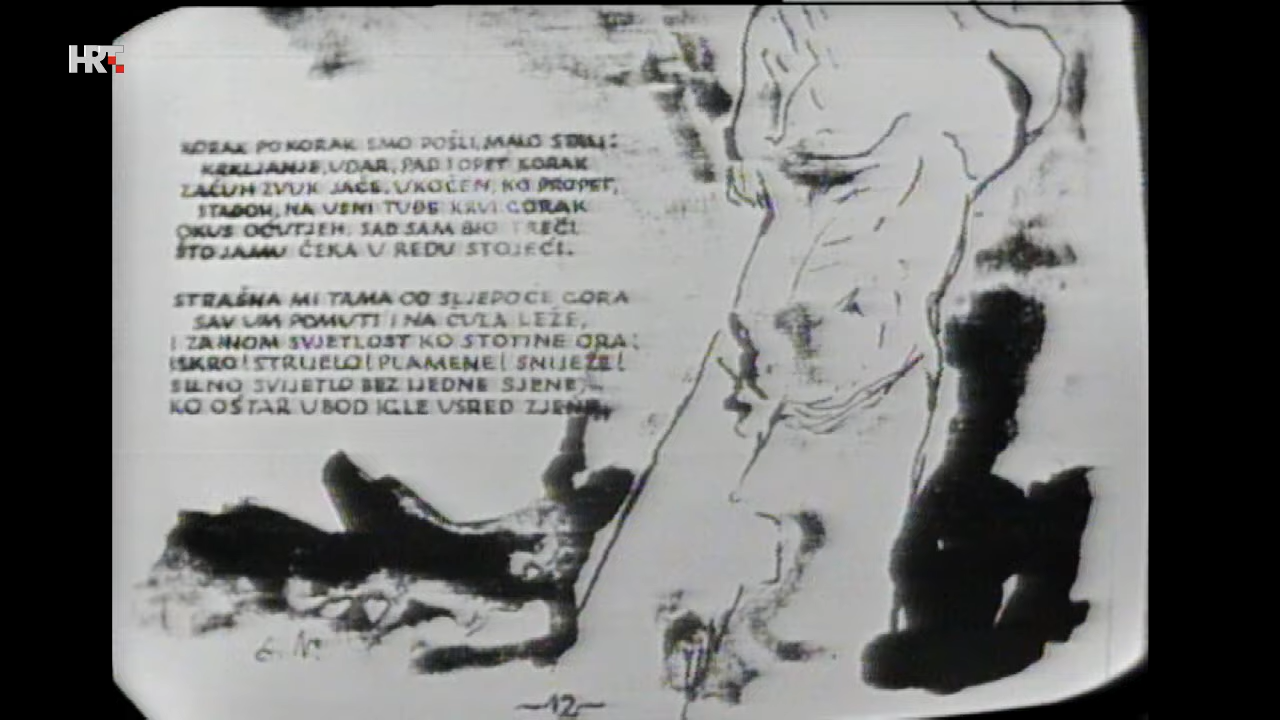 HRT
KORAK PO KORAK SMO POŠLI, MALO STALI:
KRKLJANJE, UDAR, PAD I OPET KORAK
ZAČUH ZVUK JAČE, UKOČEN, KO PROPET,
STADOH, NA USNI TUĐE KRVI GORAK
OKUS OĆUTJEH. SAD SAM BIO TREĆI
ŠTO JAMU ČEKA U REDU STOJEĆI.
STRAŠNA MI TAMA OD SLJEPOĆE GORA
SAV UM POMUTI I NA ČULA LEŽE,
I ZA NOM SVJETLOST KO STOTINE ORA:
ISKRO! STRIJELO! PLAMENE! SNIJEŽE!
SILNO SVIJETLO BEZ IJEDNE SJENE,
KO OŠTAR UBOD IGLE USRED ZJENE
~12~